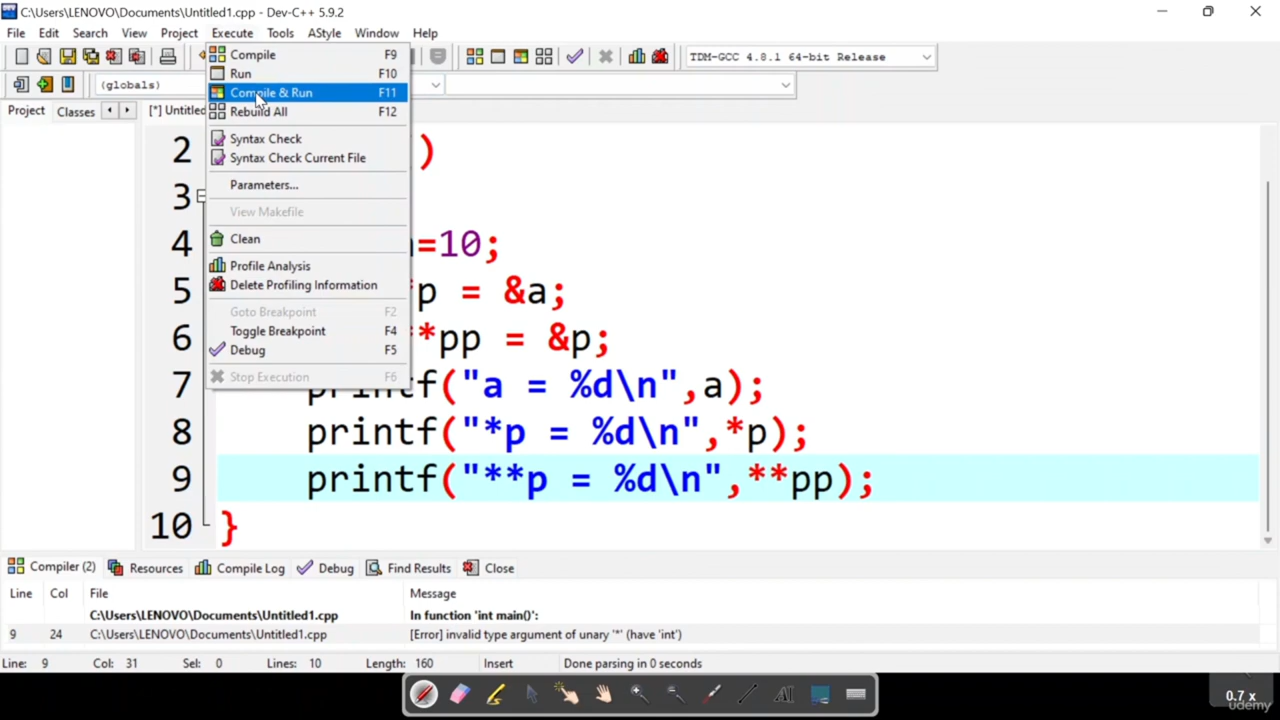 C:\Users\LENOVO\Documents\Untitled1.cpp - Dev-C++ 5.9.2
File Edit Search View Project Execute Tools AStyle Window Help
TDM-GCC 4.8.1 64-bit Release
(globals)
Project Classes [*] Untitled
Compile F9
Run F10
Compile & Run F11
Rebuild All F12
Syntax Check
Syntax Check Current File
Parameters...
View Makefile
Clean
Profile Analysis
Delete Profiling Information
Goto Breakpoint F2
Toggle Breakpoint F4
Debug F5
Stop Execution F6
2 )
3
4 =10;
5 p = &a;
6 *pp = &p;
7 printf("a = %d\n",a);
8 printf("*p = %d\n",*p);
9 printf("**p = %d\n",**pp);
10 }
Compiler (2) Resources Compile Log Debug Find Results Close
Line Col File Message
C:\Users\LENOVO\Documents\Untitled1.cpp In function 'int main()':
9 24 C:\Users\LENOVO\Documents\Untitled1.cpp [Error] invalid type argument of unary '*' (have 'int')
Line: 9 Col: 31 Sel: 0 Lines: 10 Length: 160 Insert Done parsing in 0 seconds
AI
0.7 x
udemy